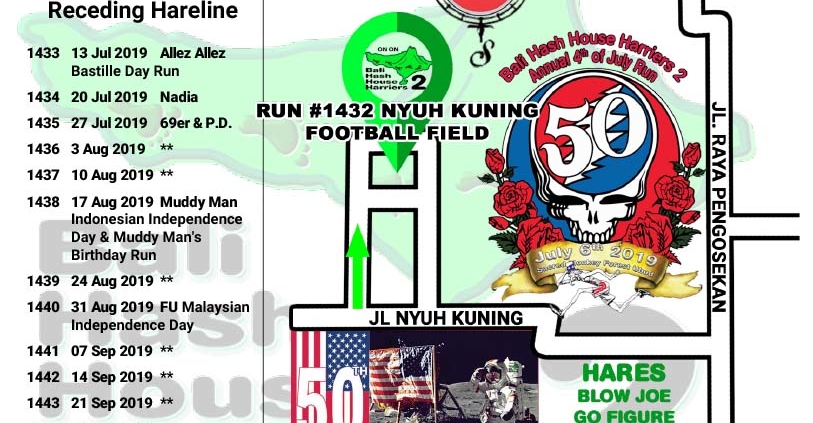 Receding Hareline
1433 13 Jul 2019 Allez Allez
Bastille Day Run
1434 20 Jul 2019 Nadia
1435 27 Jul 2019 69er & P.D.
1436 3 Aug 2019 **
1437 10 Aug 2019 **
1438 17 Aug 2019 Muddy Man
Indonesian Independence
Day & Muddy Man's
Birthday Run
1439 24 Aug 2019 **
1440 31 Aug 2019 FU Malaysian
Independence Day
1441 07 Sep 2019 **
1442 14 Sep 2019 **
1443 21 Sep 2019 **
Bali
Hash
House
S
ON ON
Bali
Hash
House
Harriers 2
RUN #1432 NYUH KUNING
FOOTBALL FIELD
Bali Hash House Harriers 2
Annual 4th of July Run
50
July 6th 2019
Sacred Monkey Forest Ubud
JL. RAYA PENGOSEKAN
JL NYUH KUNING
50TH
HARES
BLOW JOE
GO FIGURE